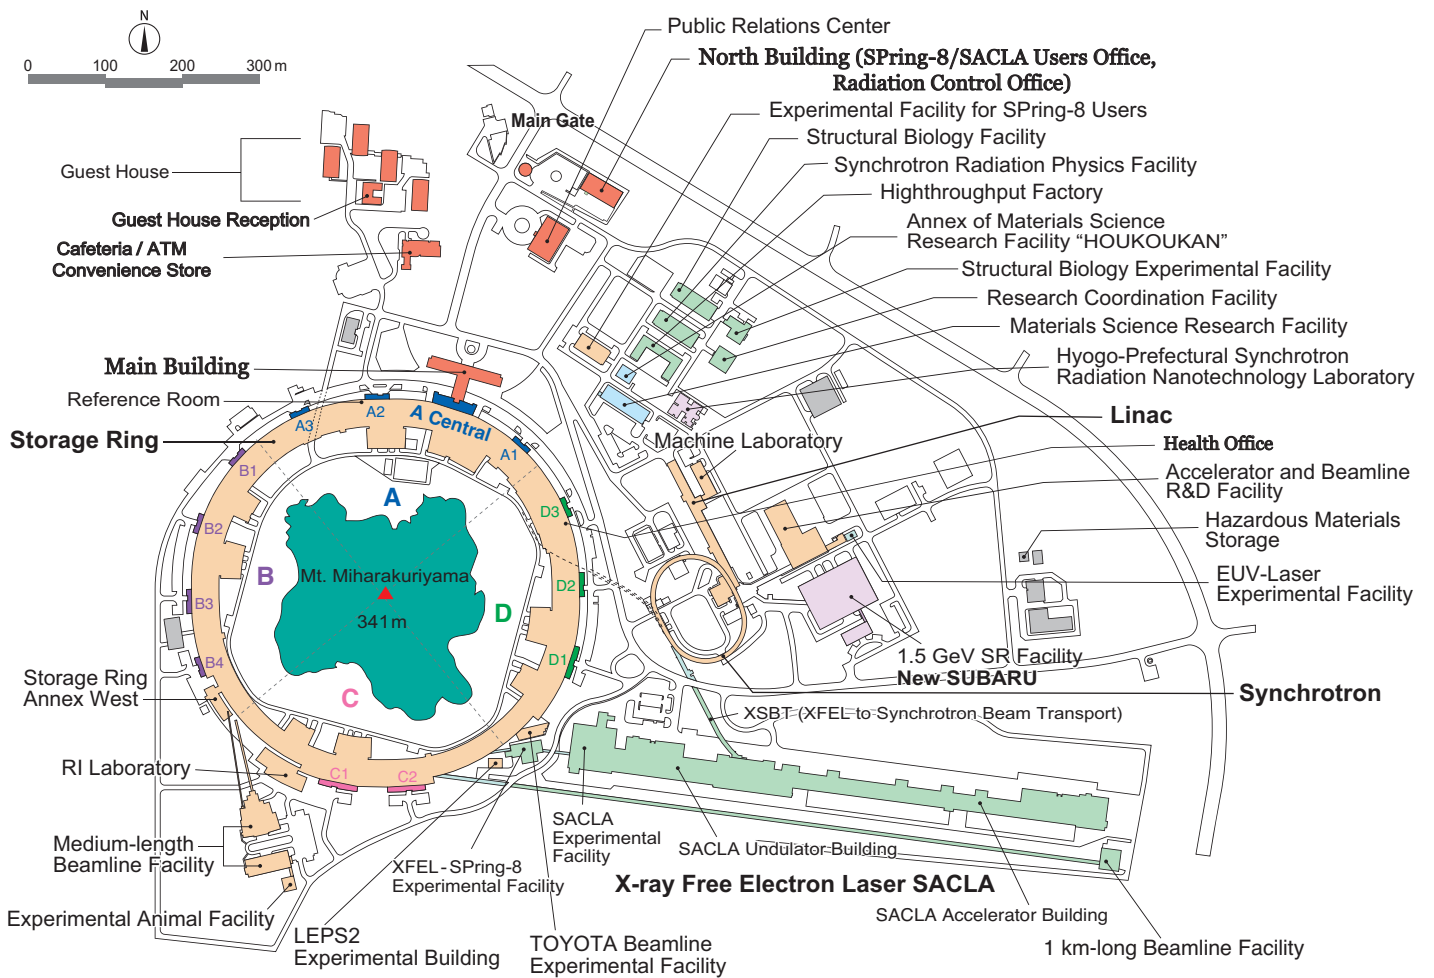 N
0 100 200 300 m
Public Relations Center
North Building (SPring-8/SACLA Users Office,
Radiation Control Office)
Experimental Facility for SPring-8 Users
Main Gate
Structural Biology Facility
Synchrotron Radiation Physics Facility
Highthroughput Factory
Guest House
Guest House Reception
Annex of Materials Science
Research Facility “HOUKOUKAN”
Cafeteria / ATM
Convenience Store
Structural Biology Experimental Facility
Research Coordination Facility
Materials Science Research Facility
Hyogo-Prefectural Synchrotron
Radiation Nanotechnology Laboratory
Main Building
Reference Room
Storage Ring
A3
A2
A Central
A1
Machine Laboratory
Linac
Health Office
Accelerator and Beamline
R&D Facility
Hazardous Materials
Storage
EUV-Laser
Experimental Facility
B1
B2
B3
B4
A
B
C
D
D3
D2
D1
Mt. Miharakuriyama
341 m
1.5 GeV SR Facility
New SUBARU
Synchrotron
XSBT (XFEL to Synchrotron Beam Transport)
Storage Ring
Annex West
RI Laboratory
C1
C2
Medium-length
Beamline Facility
Experimental Animal Facility
LEPS2
Experimental Building
XFEL-SPring-8
Experimental Facility
TOYOTA Beamline
Experimental Facility
SACLA
Experimental
Facility
SACLA Undulator Building
X-ray Free Electron Laser SACLA
SACLA Accelerator Building
1 km-long Beamline Facility